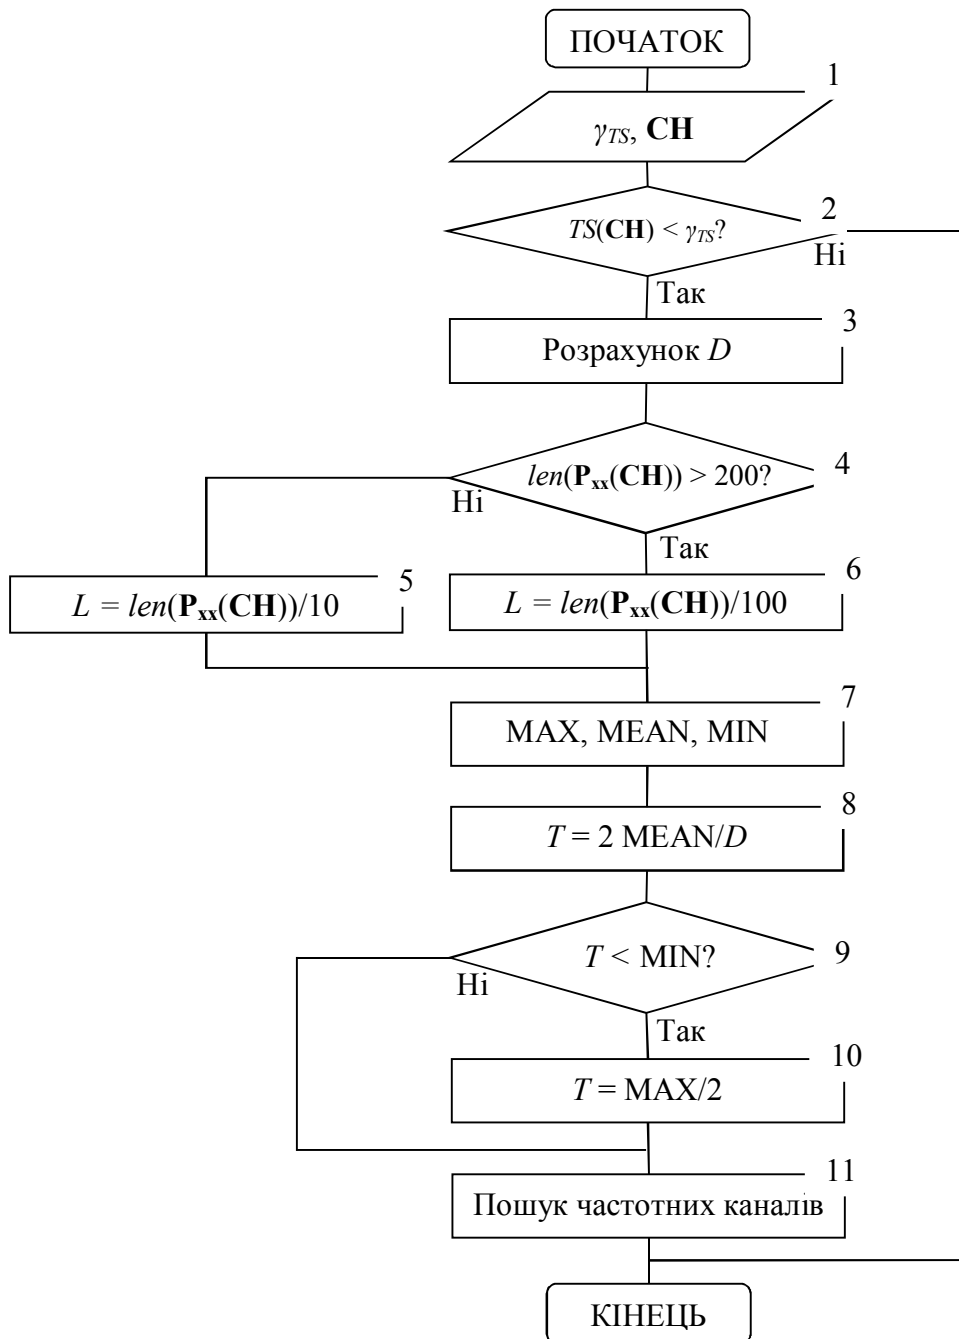 ПОЧАТОК
1
γTS, CH
2
TS(CH) < γTS?
Ні
Так
3
Розрахунок D
4
len(Pxx(CH)) > 200?
Ні
Так
5
L = len(Pxx(CH))/10
6
L = len(Pxx(CH))/100
7
MAX, MEAN, MIN
8
T = 2 MEAN/D
9
T < MIN?
Ні
Так
10
T = MAX/2
11
Пошук частотних каналів
КІНЕЦЬ